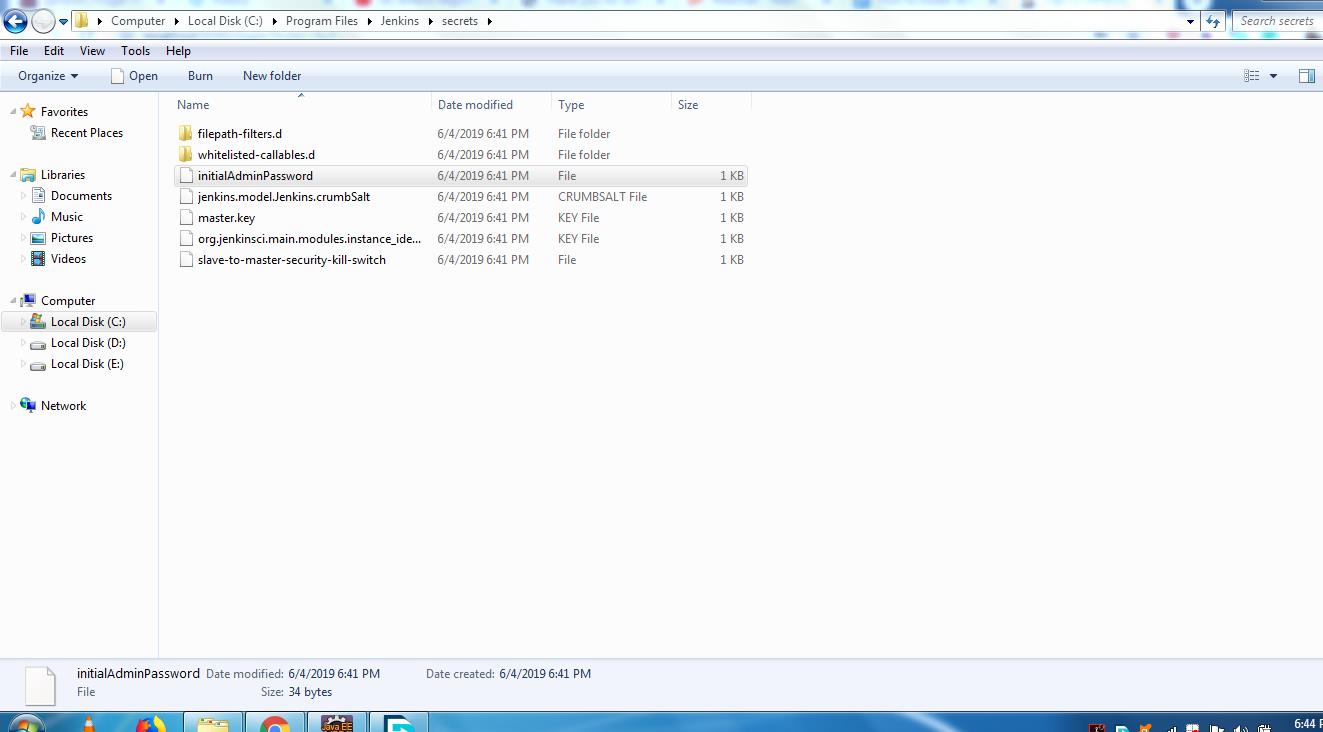 Computer Local Disk (C:) Program Files Jenkins secrets Search secrets
File Edit View Tools Help
Organize Open Burn New folder
Name Date modified Type Size
Favorites
Recent Places
Libraries
Documents
Music
Pictures
Videos
Computer
Local Disk (C:)
Local Disk (D:)
Local Disk (E:)
Network
filepath-filters.d 6/4/2019 6:41 PM File folder
whitelisted-callables.d 6/4/2019 6:41 PM File folder
initialAdminPassword 6/4/2019 6:41 PM File 1 KB
jenkins.model.Jenkins.crumbSalt 6/4/2019 6:41 PM CRUMBSALT File 1 KB
master.key 6/4/2019 6:41 PM KEY File 1 KB
org.jenkinsci.main.modules.instance_ide... 6/4/2019 6:41 PM KEY File 1 KB
slave-to-master-security-kill-switch 6/4/2019 6:41 PM File 1 KB
initialAdminPassword Date modified: 6/4/2019 6:41 PM Date created: 6/4/2019 6:41 PM
File Size: 34 bytes
Java EE
6:44 P